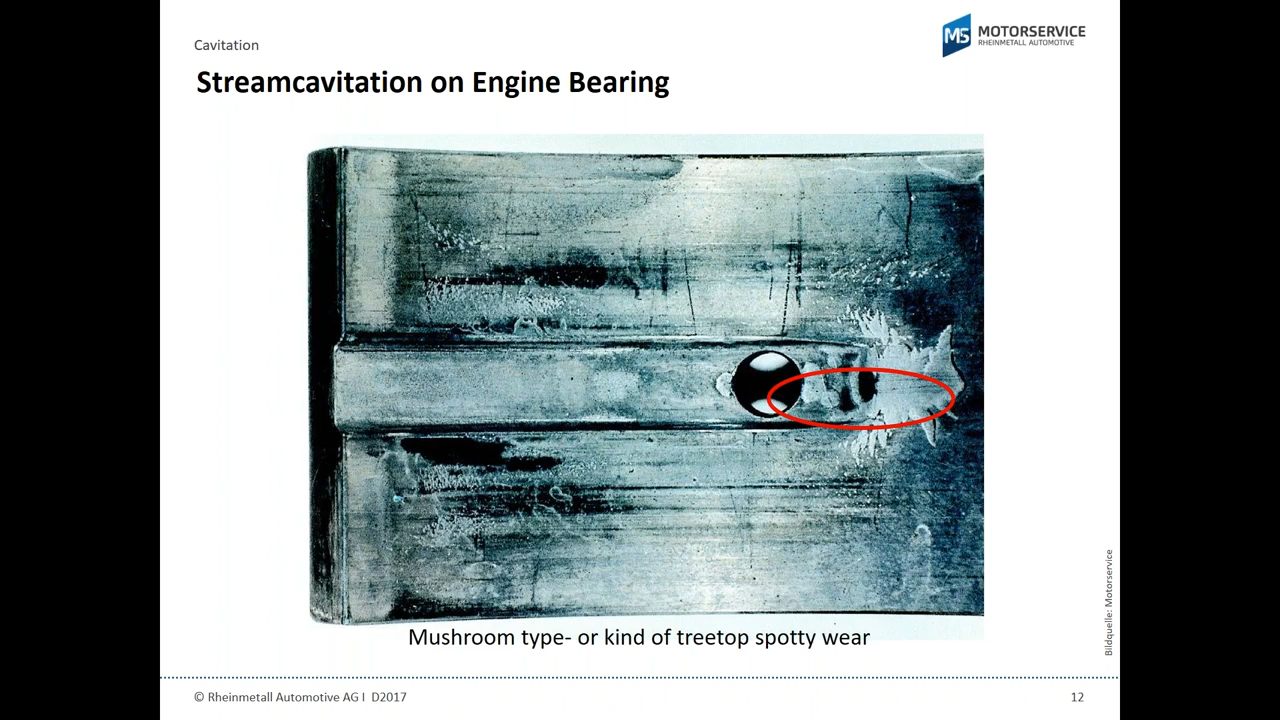 Cavitation
MS MOTORSERVICE
RHEINMETALL AUTOMOTIVE
Streamcavitation on Engine Bearing
Mushroom type- or kind of treetop spotty wear
Bildquelle: Motorservice
© Rheinmetall Automotive AG I D2017
12